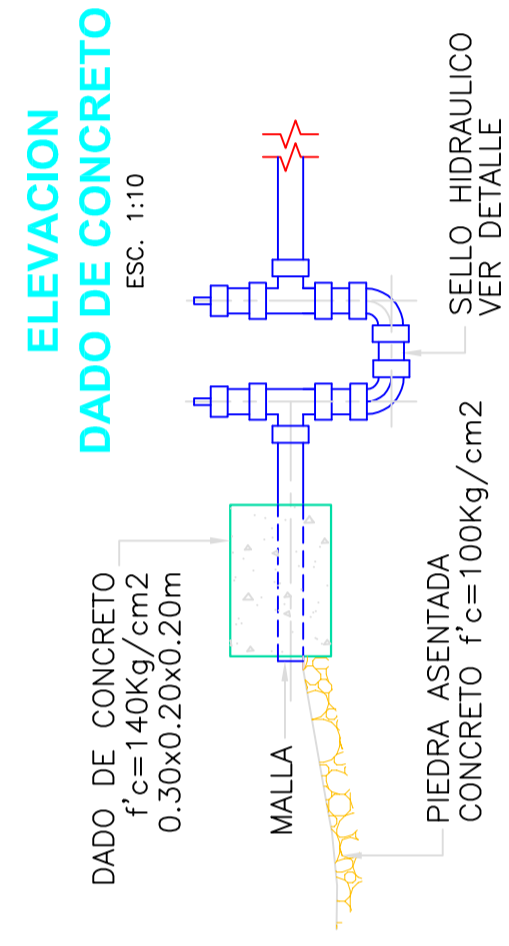 ELEVACION
DADO DE CONCRETO
ESC. 1:10
DADO DE CONCRETO
f'c=140Kg/cm2
0.30x0.20x0.20m
MALLA
PIEDRA ASENTADA
CONCRETO f'c=100Kg/cm2
SELLO HIDRAULICO
VER DETALLE